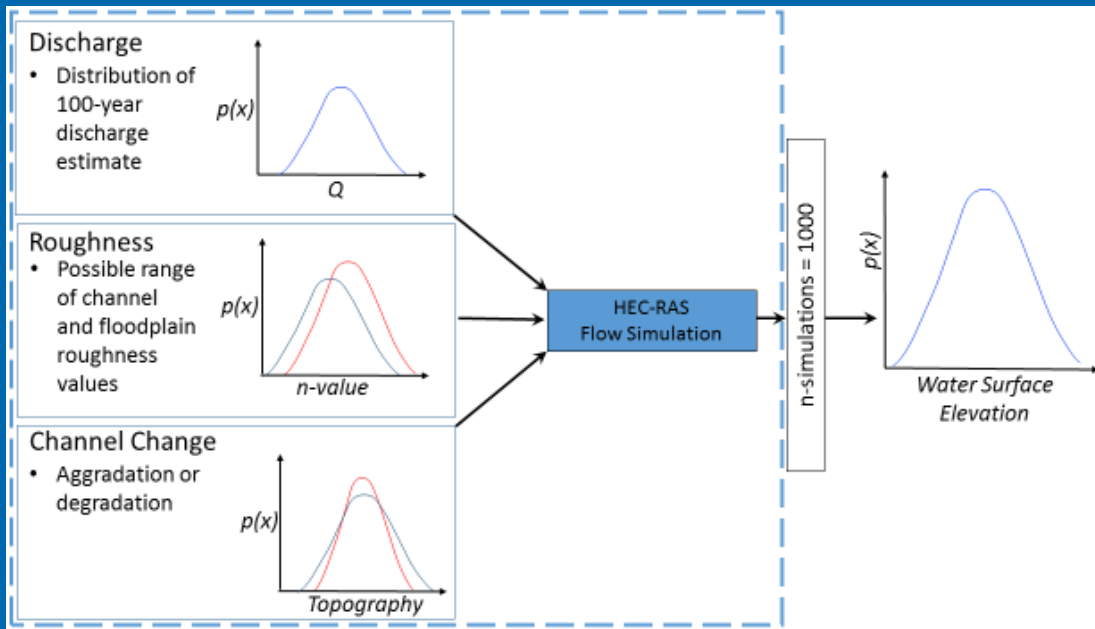 Discharge
• Distribution of
100-year
discharge
estimate
p(x)
Q
Roughness
• Possible range
of channel
and floodplain
roughness
values
p(x)
n-value
Channel Change
• Aggradation or
degradation
p(x)
Topography
HEC-RAS
Flow Simulation
n-simulations = 1000
p(x)
Water Surface
Elevation